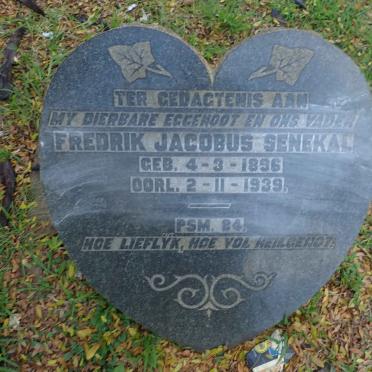 TER GEDAGTENIS AAN
MY DIERBARE EGGENOOT EN ONS VADER
FREDRIK JACOBUS SENEKAL
GEB. 4-3-1896
OORL. 2-11-1939.
PSM. 84.
HOE LIEFLYK, HOE VOL HEILGENOT.